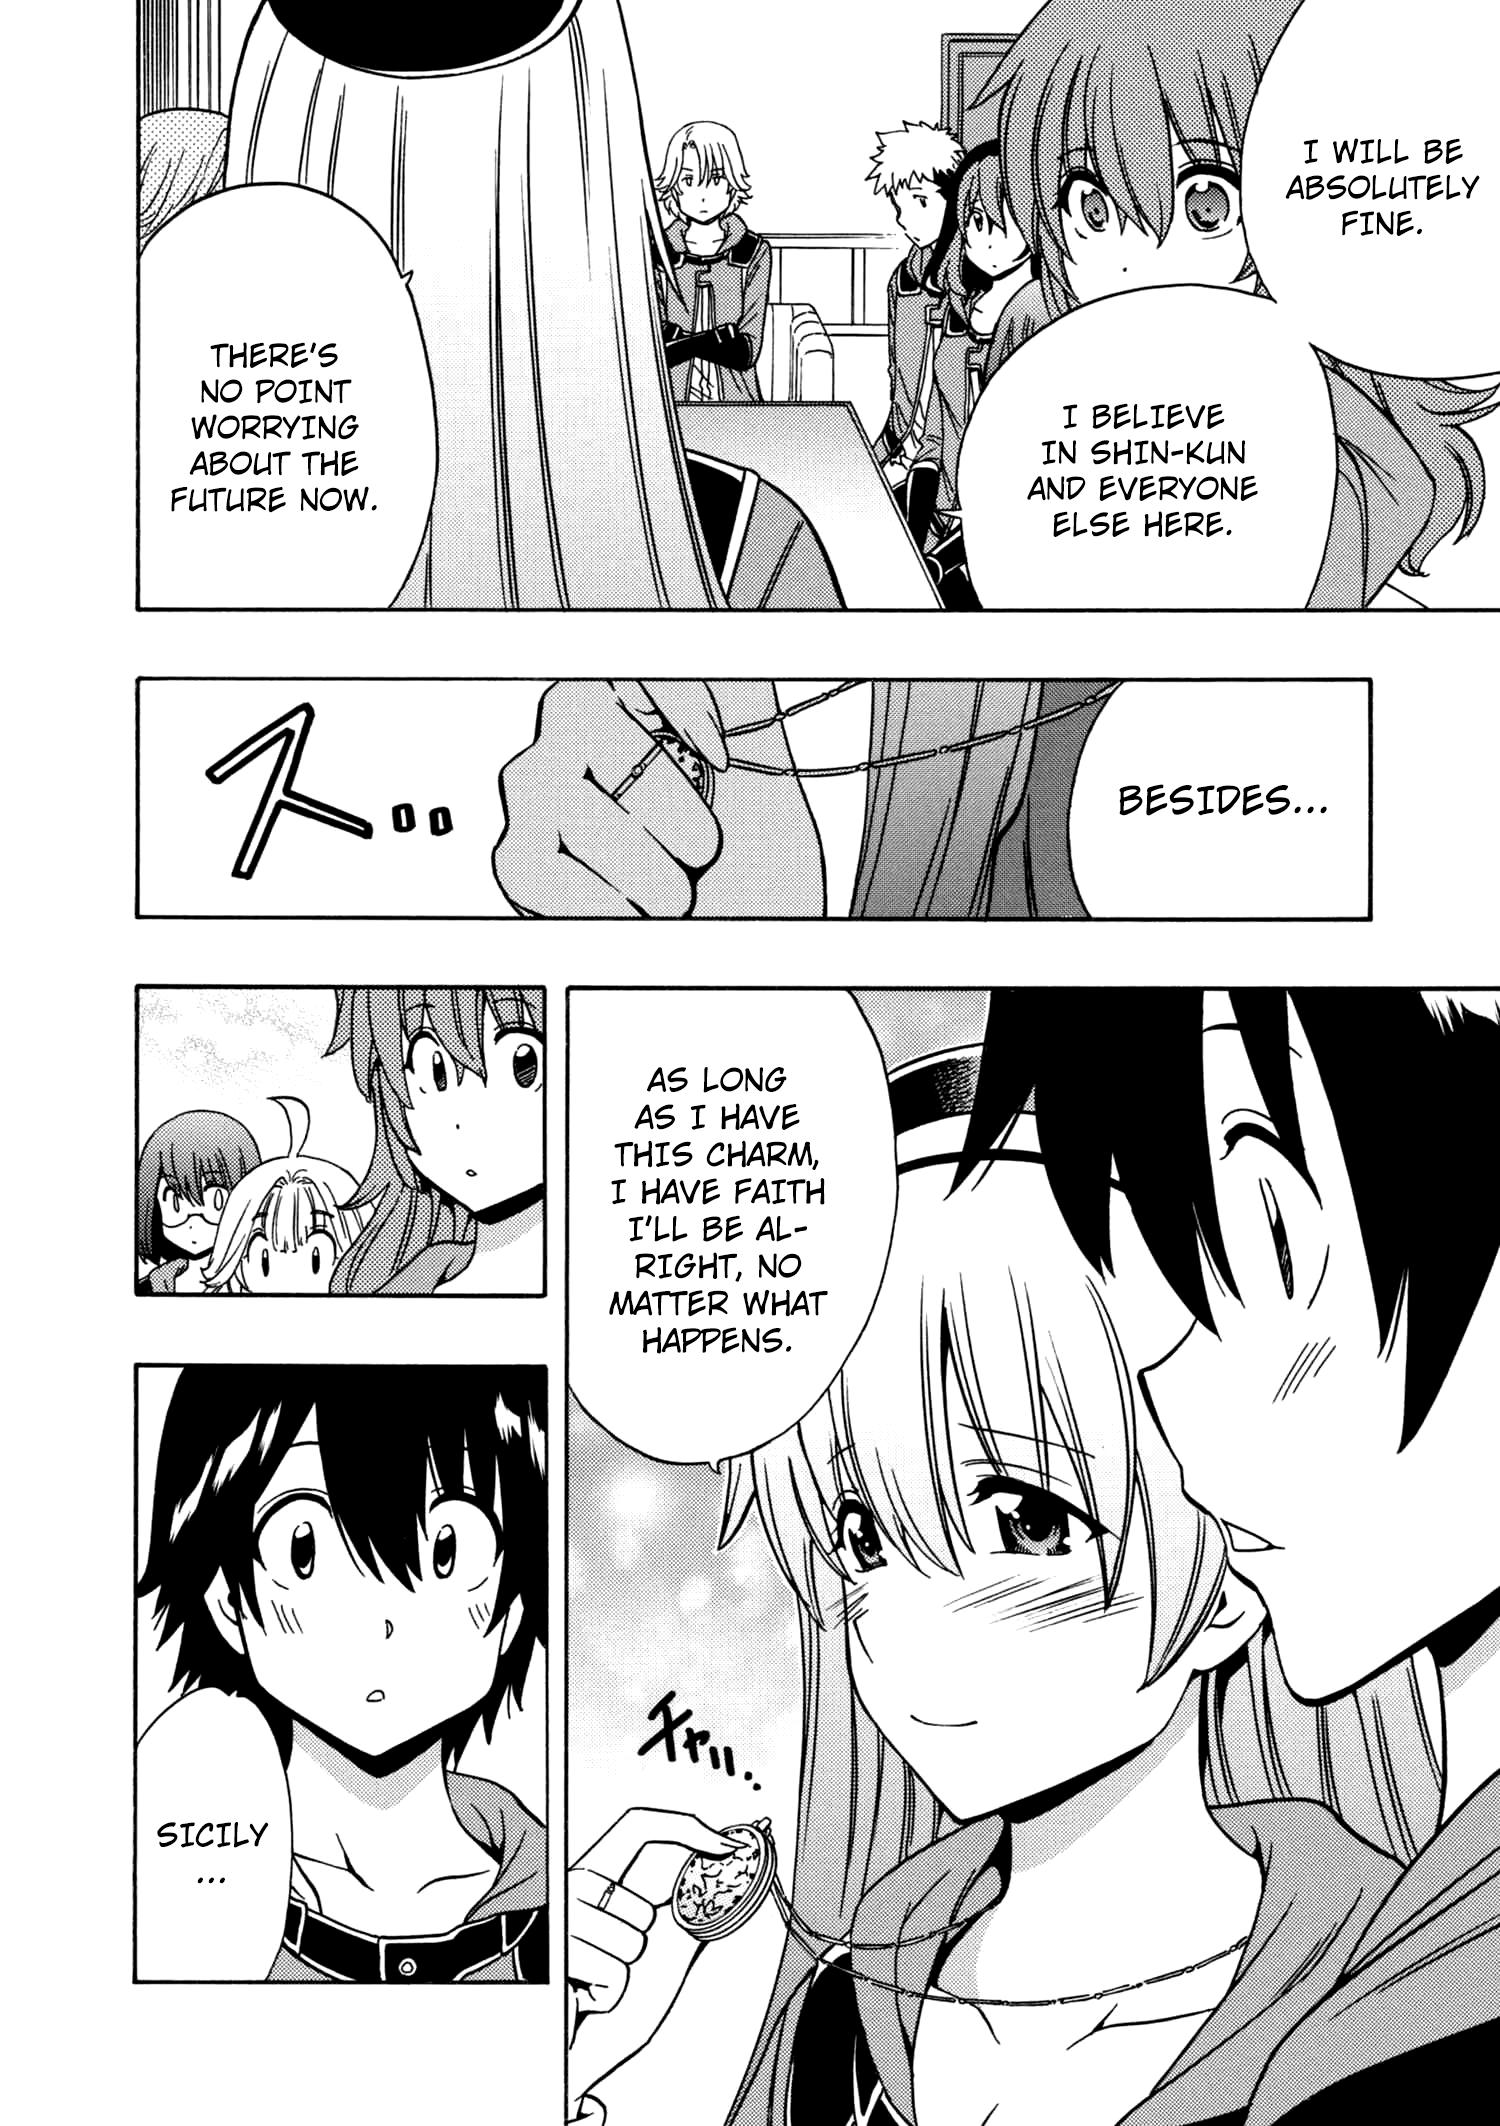 I WILL BE
ABSOLUTELY
FINE.
I BELIEVE
IN SHIN-KUN
AND EVERYONE
ELSE HERE.
THERE'S
NO POINT
WORRYING
ABOUT THE
FUTURE NOW.
BESIDES...
ス...
AS LONG
AS I HAVE
THIS CHARM,
I HAVE FAITH
I'LL BE AL-
RIGHT, NO
MATTER WHAT
HAPPENS.
チャ...
SICILY
...